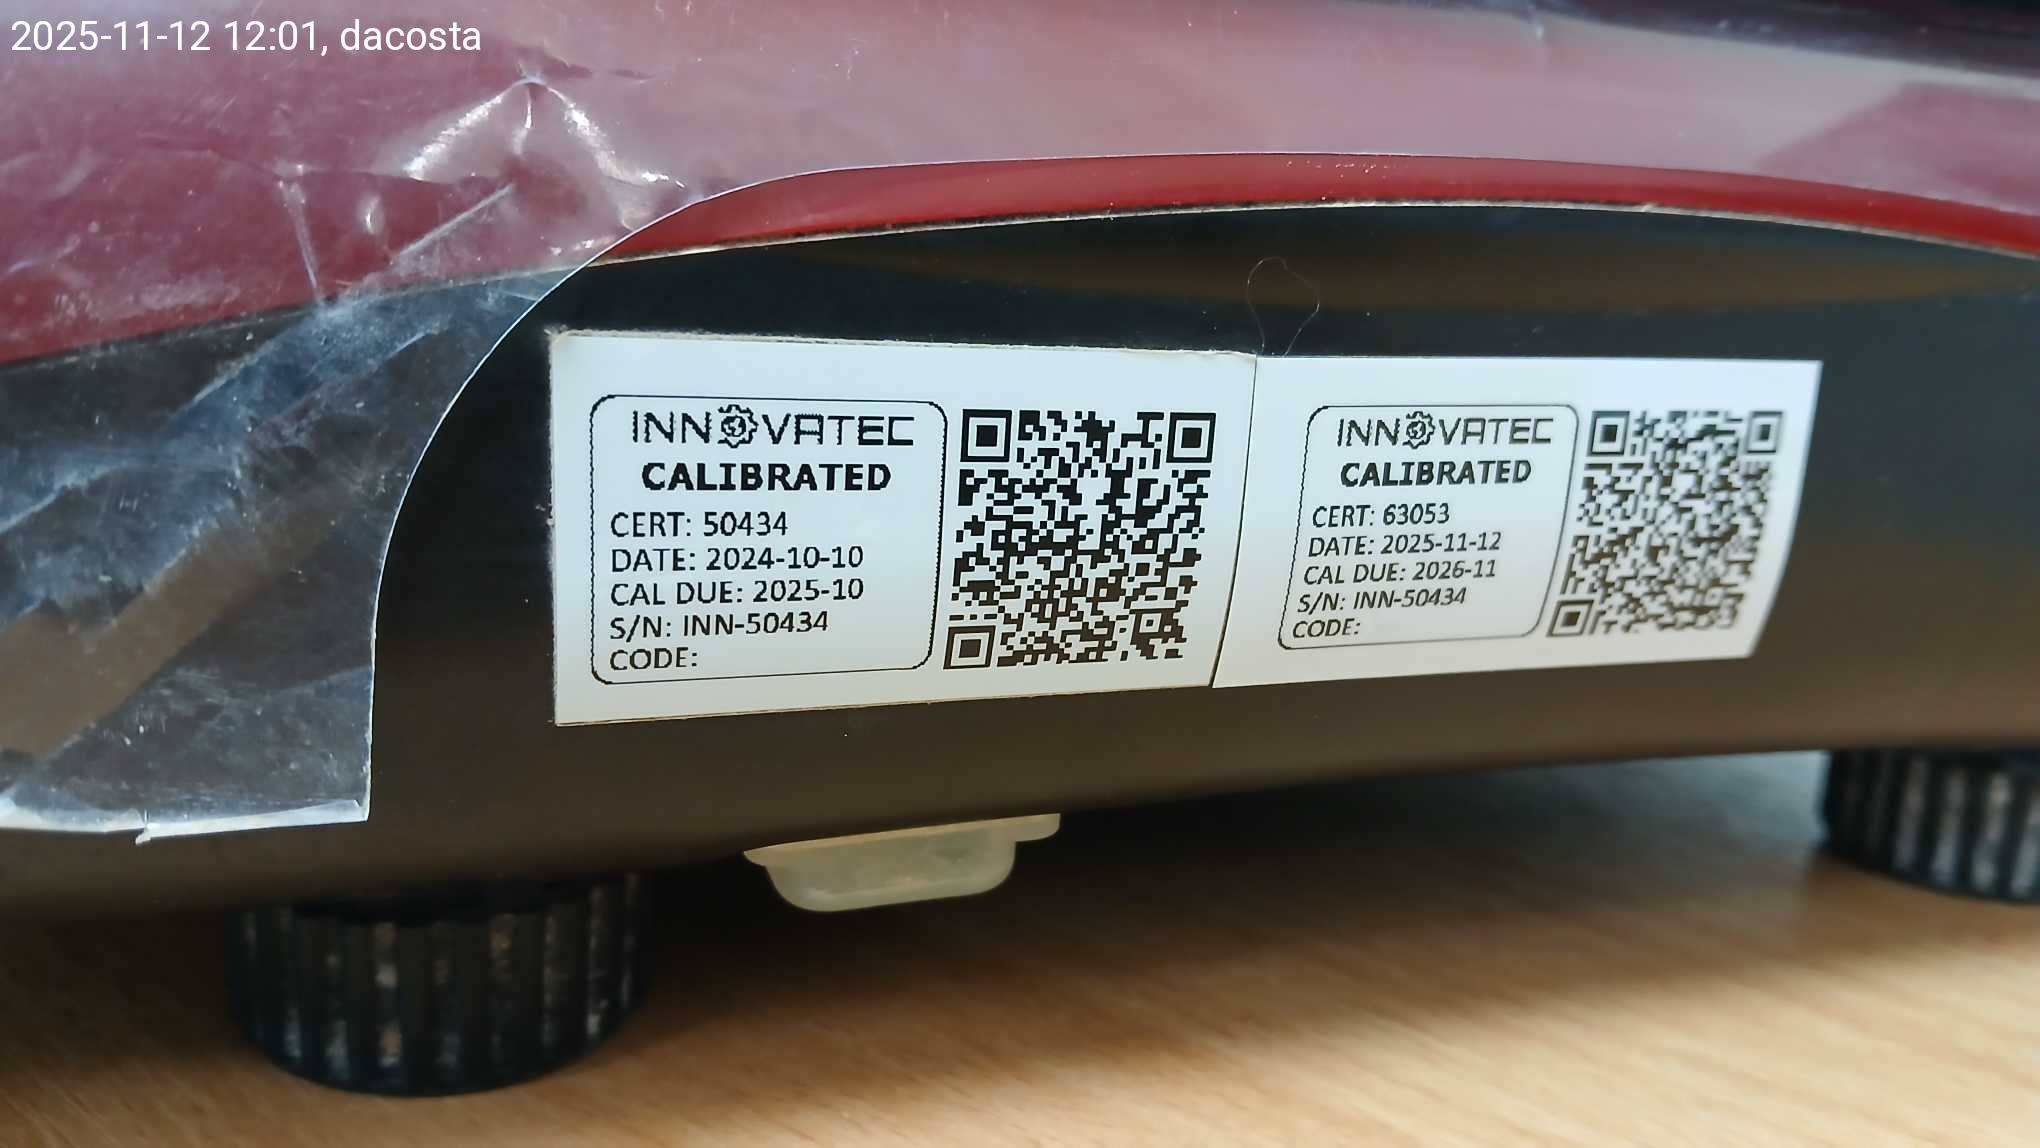 2025-11-12 12:01, dacosta
INNOVATEC
CALIBRATED
CERT: 50434
DATE: 2024-10-10
CAL DUE: 2025-10
S/N: INN-50434
CODE:
INNOVATEC
CALIBRATED
CERT: 63053
DATE: 2025-11-12
CAL DUE: 2026-11
S/N: INN-50434
CODE: